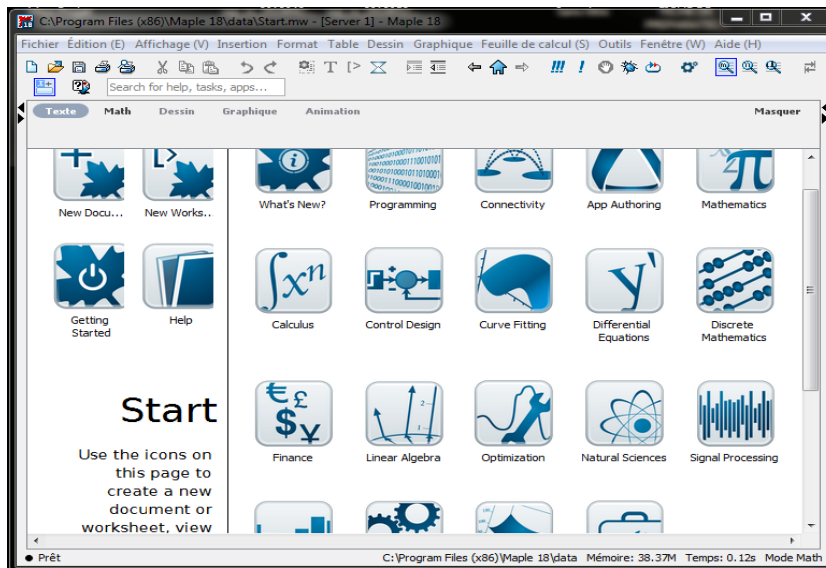 C:\Program Files (x86)\Maple 18\data\Start.mw - [Server 1] - Maple 18
Fichier Édition (E) Affichage (V) Insertion Format Table Dessin Graphique Feuille de calcul (S) Outils Fenêtre (W) Aide (H)
Search for help, tasks, apps...
Texte Math Dessin Graphique Animation Masquer
New Docu... New Works... What's New? Programming Connectivity App Authoring Mathematics
Getting Started Help Calculus Control Design Curve Fitting Differential Equations Discrete Mathematics
Start
Finance Linear Algebra Optimization Natural Sciences Signal Processing
Use the icons on
this page to
create a new
document or
worksheet, view
Prêt C:\Program Files (x86)\Maple 18\data Mémoire: 38.37M Temps: 0.12s Mode Math